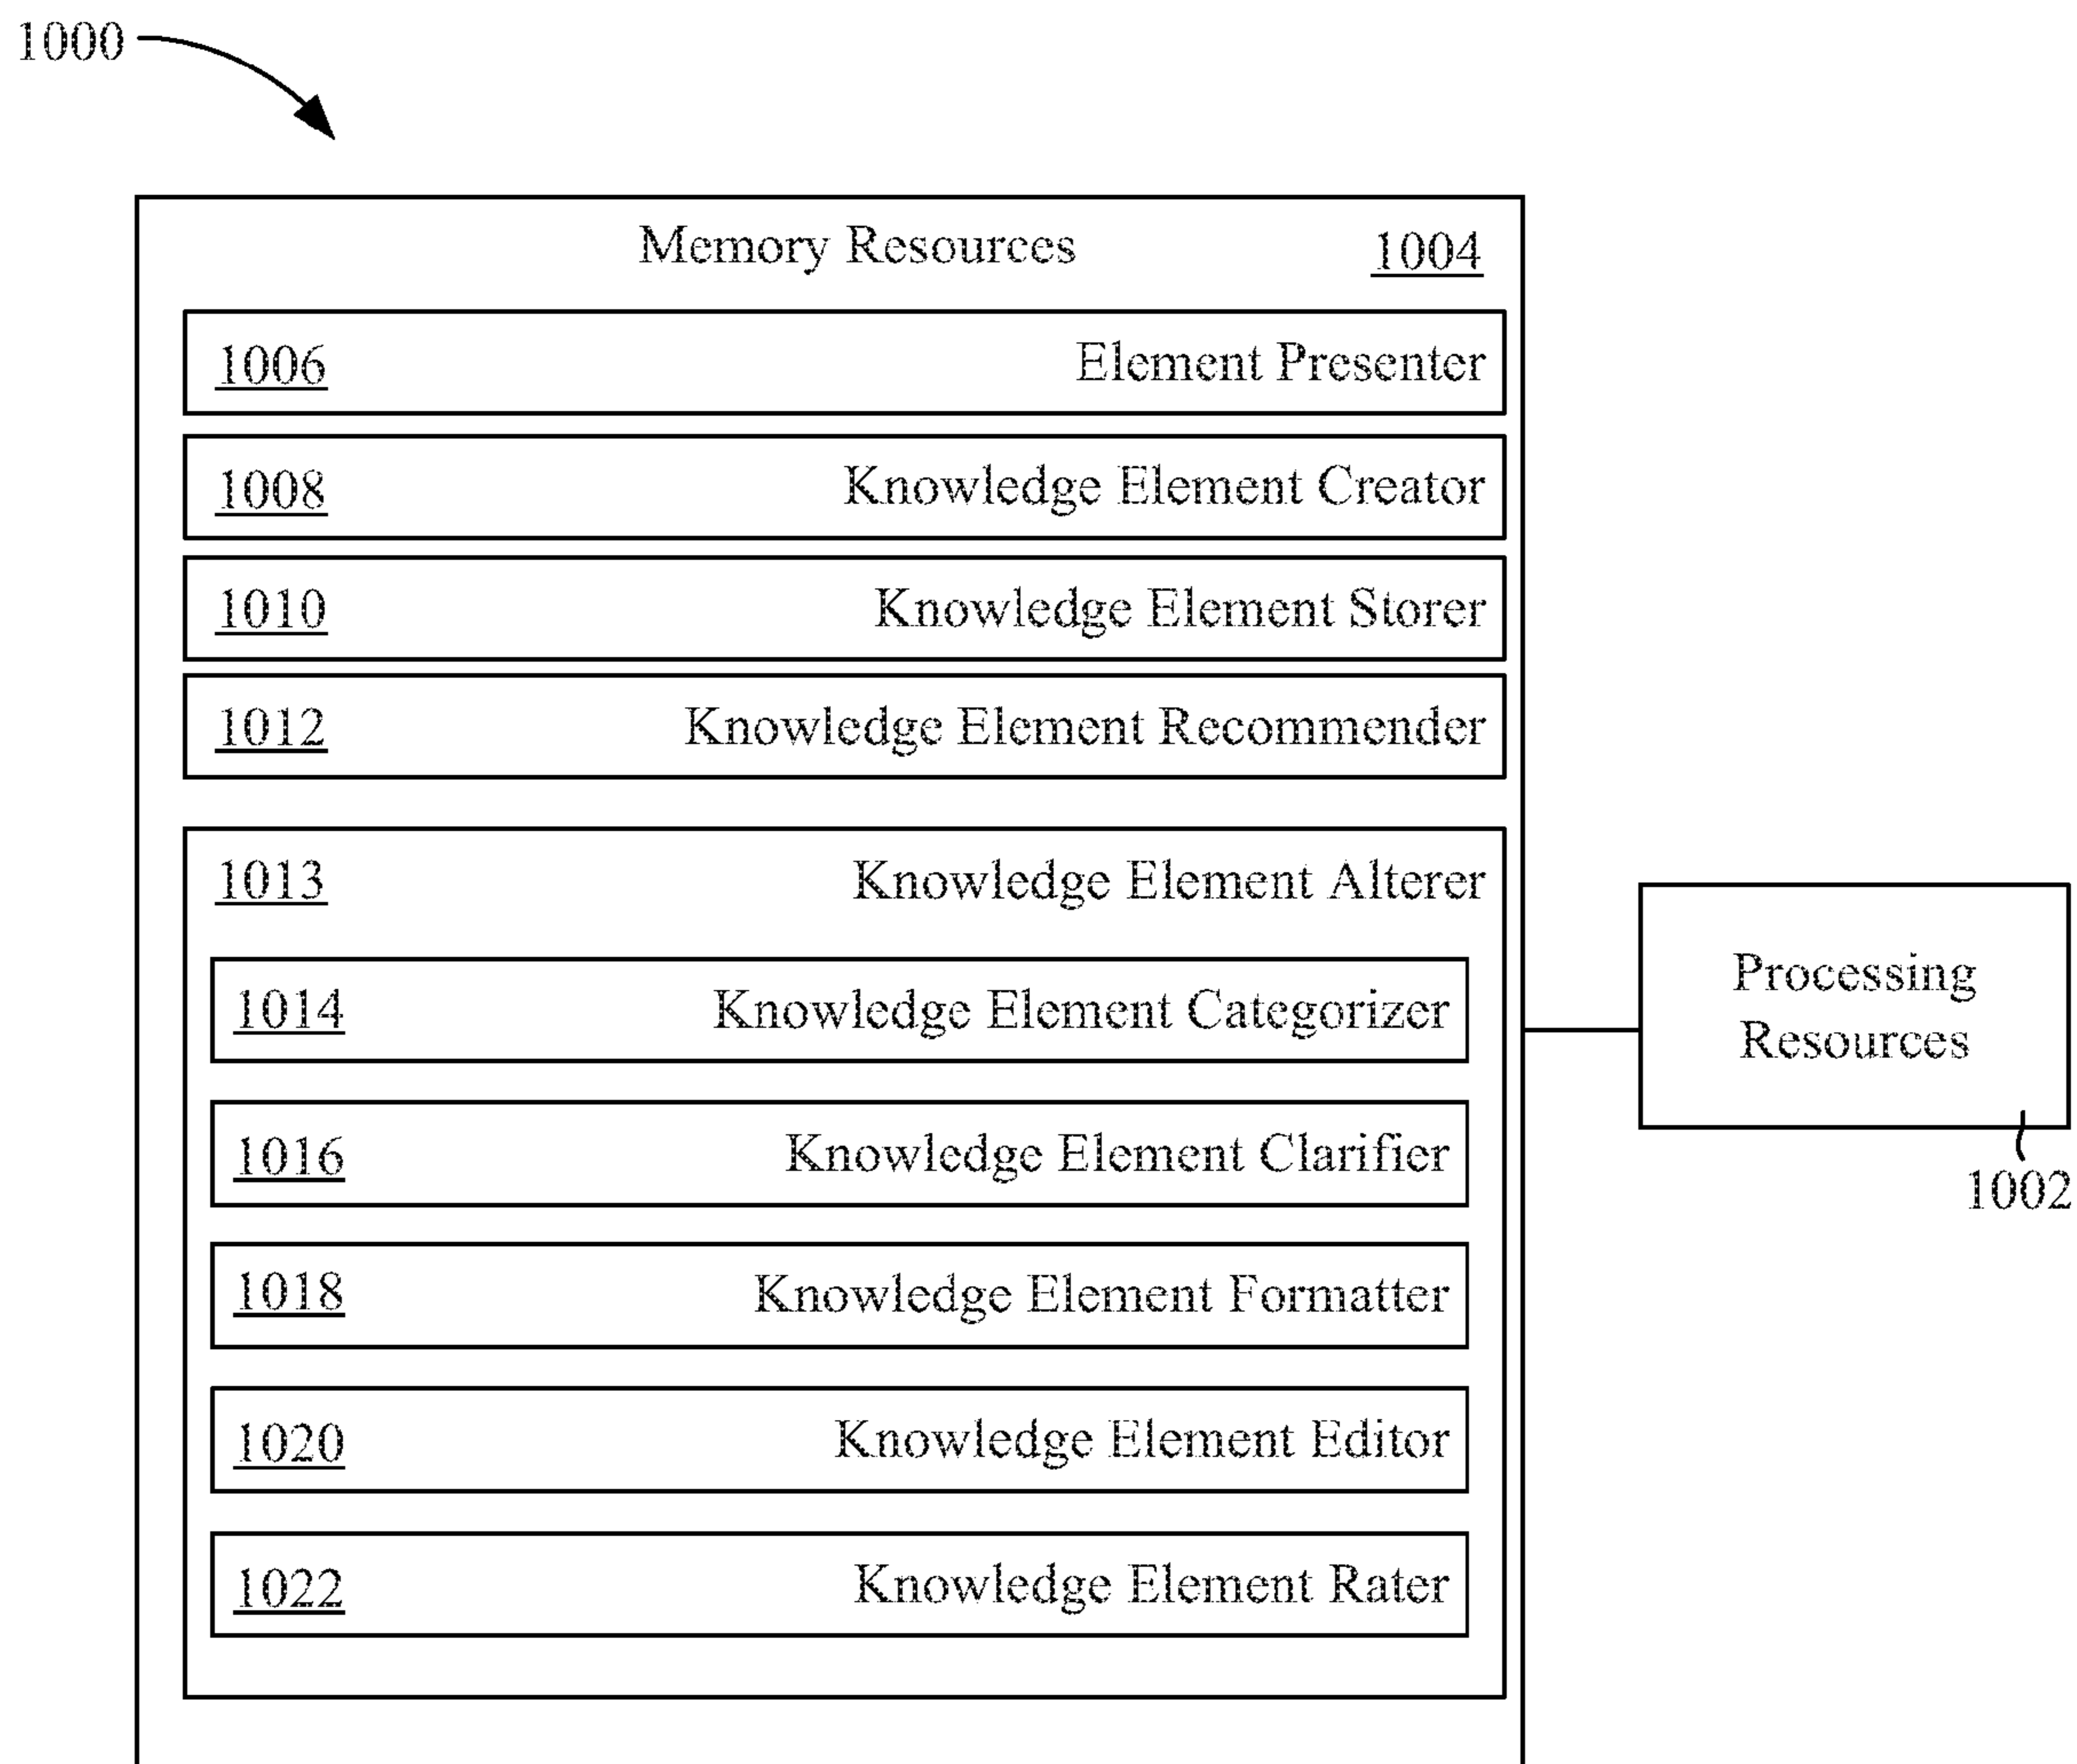 1000
Memory Resources 1004
1006 Element Presenter
1008 Knowledge Element Creator
1010 Knowledge Element Storer
1012 Knowledge Element Recommender
1013 Knowledge Element Alterer
1014 Knowledge Element Categorizer
1016 Knowledge Element Clarifier
1018 Knowledge Element Formatter
1020 Knowledge Element Editor
1022 Knowledge Element Rater
Processing
Resources
1002